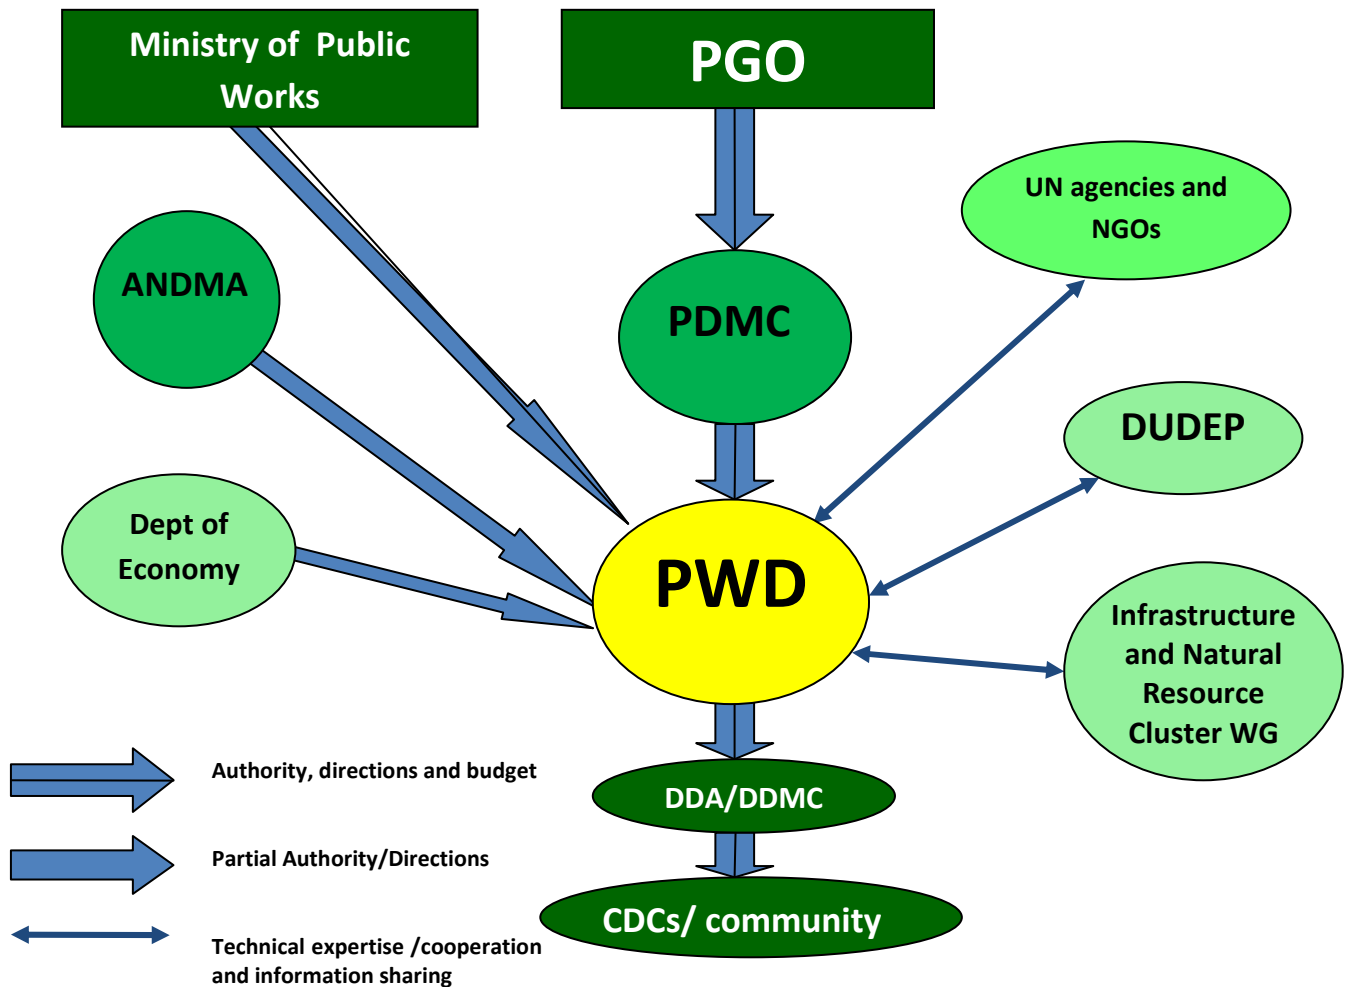 Ministry of Public
Works
PGO
UN agencies and
NGOs
ANDMA
PDMC
DUDEP
Dept of
Economy
PWD
Infrastructure
and Natural
Resource
Cluster WG
Authority, directions and budget
DDA/DDMC
Partial Authority/Directions
CDCs/ community
Technical expertise /cooperation
and information sharing